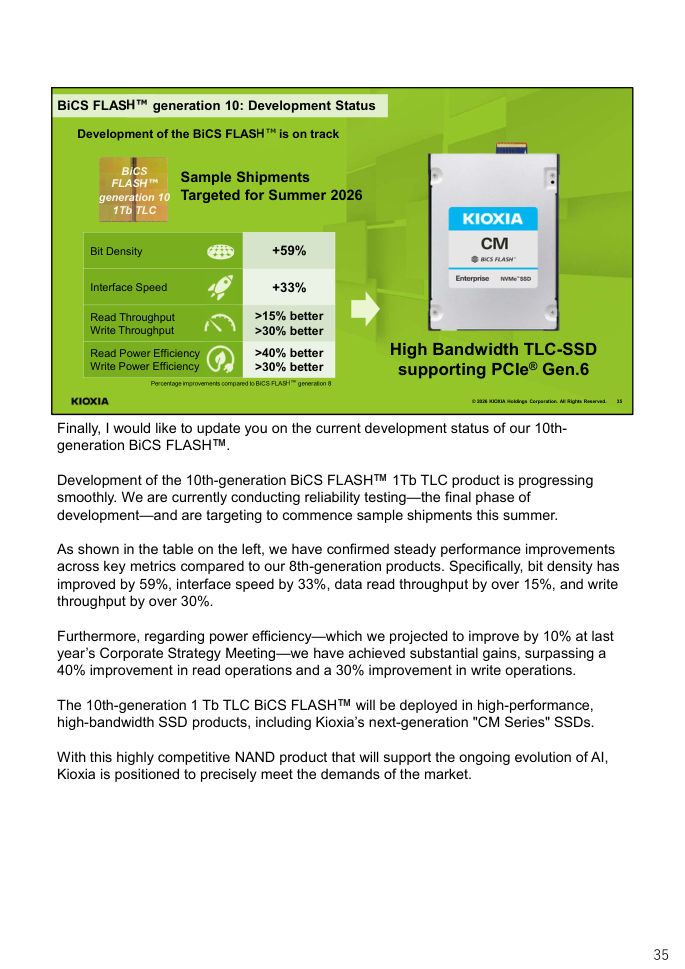 BiCS FLASH™ generation 10: Development Status
Development of the BiCS FLASH™ is on track
BiCS
FLASH™
generation 10
1Tb TLC
Sample Shipments
Targeted for Summer 2026
Bit Density
+59%
Interface Speed
+33%
Read Throughput
Write Throughput
>15% better
>30% better
Read Power Efficiency
Write Power Efficiency
>40% better
>30% better
Percentage improvements compared to BiCS FLASH™ generation 8
KIOXIA
CM
BiCS FLASH™
Enterprise NVMe™ SSD
High Bandwidth TLC-SSD
supporting PCIe® Gen.6
KIOXIA
© 2026 KIOXIA Holdings Corporation. All Rights Reserved. 35
Finally, I would like to update you on the current development status of our 10th-
generation BiCS FLASH™.
Development of the 10th-generation BiCS FLASH™ 1Tb TLC product is progressing
smoothly. We are currently conducting reliability testing—the final phase of
development—and are targeting to commence sample shipments this summer.
As shown in the table on the left, we have confirmed steady performance improvements
across key metrics compared to our 8th-generation products. Specifically, bit density has
improved by 59%, interface speed by 33%, data read throughput by over 15%, and write
throughput by over 30%.
Furthermore, regarding power efficiency—which we projected to improve by 10% at last
year’s Corporate Strategy Meeting—we have achieved substantial gains, surpassing a
40% improvement in read operations and a 30% improvement in write operations.
The 10th-generation 1 Tb TLC BiCS FLASH™ will be deployed in high-performance,
high-bandwidth SSD products, including Kioxia’s next-generation "CM Series" SSDs.
With this highly competitive NAND product that will support the ongoing evolution of AI,
Kioxia is positioned to precisely meet the demands of the market.
35